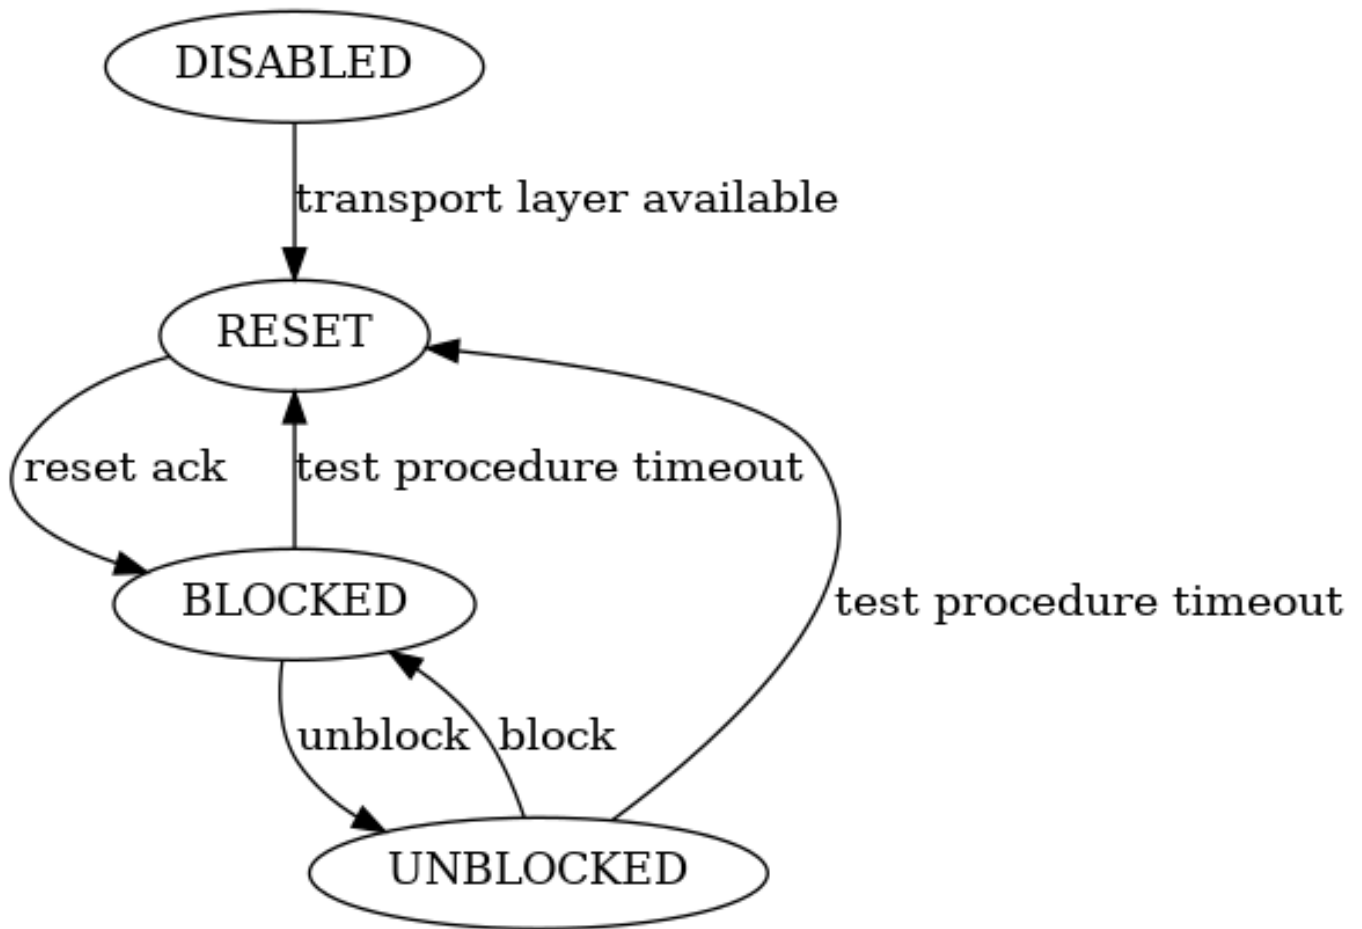 DISABLED
transport layer available
RESET
reset ack
test procedure timeout
BLOCKED
test procedure timeout
unblock
block
UNBLOCKED